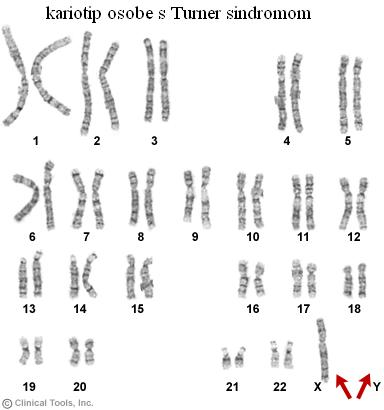 kariotip osobe s Turner sindromom
1 2 3 4 5
6 7 8 9 10 11 12
13 14 15 16 17 18
19 20 21 22 X Y
© Clinical Tools, Inc.